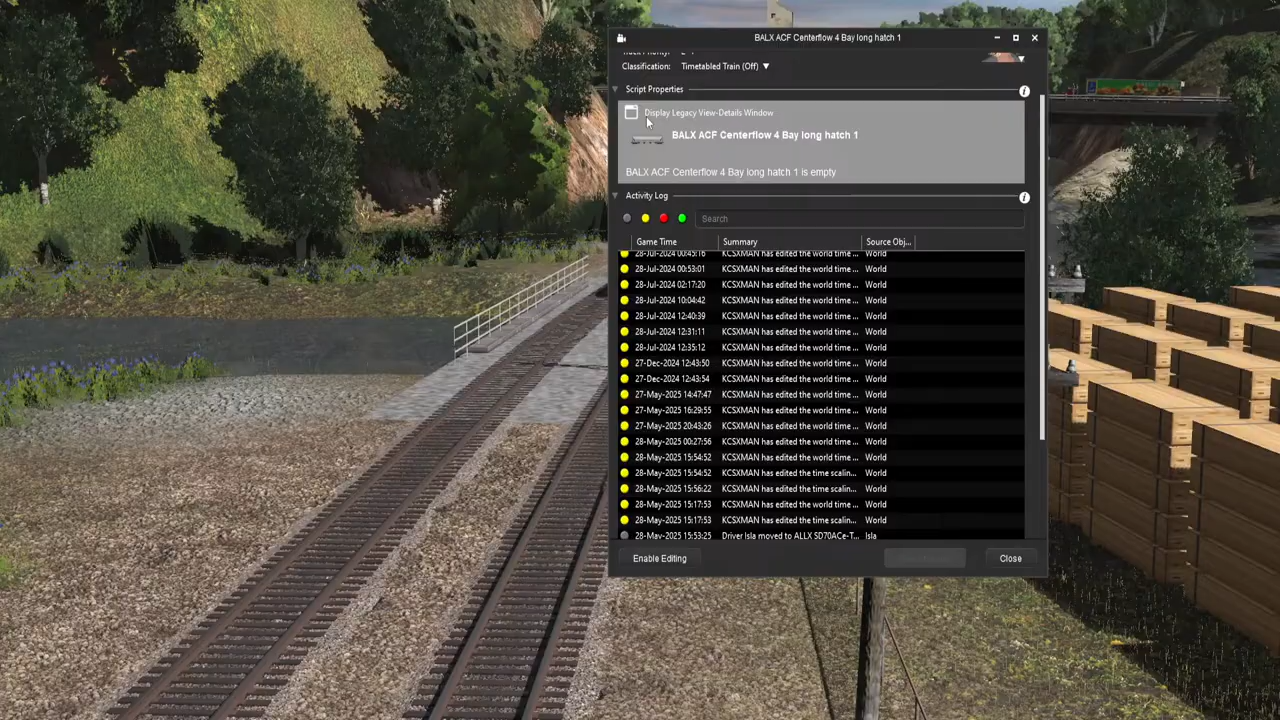 BALX ACF Centerflow 4 Bay long hatch 1
Classification: Timetabled Train (Off)
Script Properties
Display Legacy View-Details Window
BALX ACF Centerflow 4 Bay long hatch 1
BALX ACF Centerflow 4 Bay long hatch 1 is empty
Activity Log
Search
Game Time Summary Source Obj...
28-Jul-2024 00:45:16 KCSXMAN has edited the world time ... World
28-Jul-2024 00:53:01 KCSXMAN has edited the world time ... World
28-Jul-2024 02:17:20 KCSXMAN has edited the world time ... World
28-Jul-2024 10:04:42 KCSXMAN has edited the world time ... World
28-Jul-2024 12:40:39 KCSXMAN has edited the world time ... World
28-Jul-2024 12:31:11 KCSXMAN has edited the world time ... World
28-Jul-2024 12:35:12 KCSXMAN has edited the world time ... World
27-Dec-2024 12:43:50 KCSXMAN has edited the world time ... World
27-Dec-2024 12:43:54 KCSXMAN has edited the world time ... World
27-May-2025 14:47:47 KCSXMAN has edited the world time ... World
27-May-2025 16:29:55 KCSXMAN has edited the world time ... World
27-May-2025 20:43:26 KCSXMAN has edited the world time ... World
28-May-2025 00:27:56 KCSXMAN has edited the world time ... World
28-May-2025 15:54:52 KCSXMAN has edited the world time ... World
28-May-2025 15:54:52 KCSXMAN has edited the time scalin... World
28-May-2025 15:56:22 KCSXMAN has edited the world time ... World
28-May-2025 15:17:53 KCSXMAN has edited the world time ... World
28-May-2025 15:17:53 KCSXMAN has edited the time scalin... World
28-May-2025 15:53:25 Driver Isla moved to ALLX SD70ACe-T... Isla
Enable Editing
Close